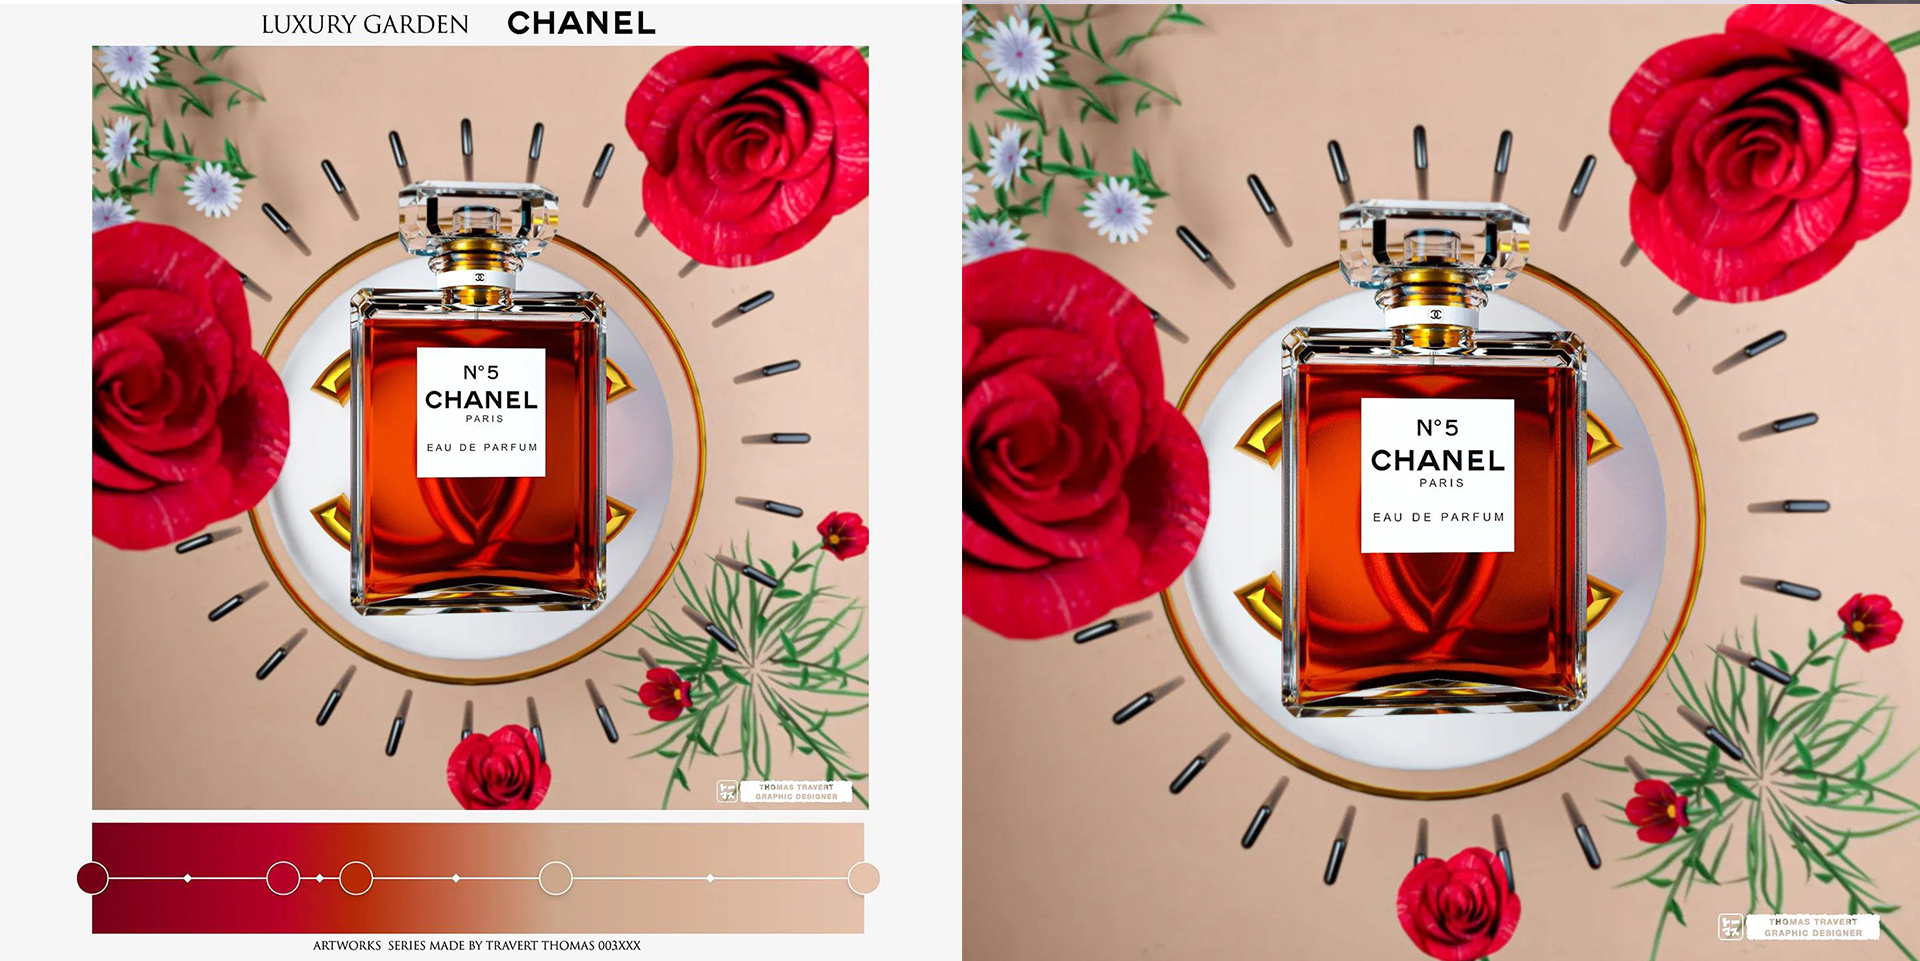 LUXURY GARDEN CHANEL
N°5
CHANEL
PARIS
EAU DE PARFUM
THOMAS TRAVERT
GRAPHIC DESIGNER
ARTWORKS SERIES MADE BY TRAVERT THOMAS 003XXX
N°5
CHANEL
PARIS
EAU DE PARFUM
THOMAS TRAVERT
GRAPHIC DESIGNER